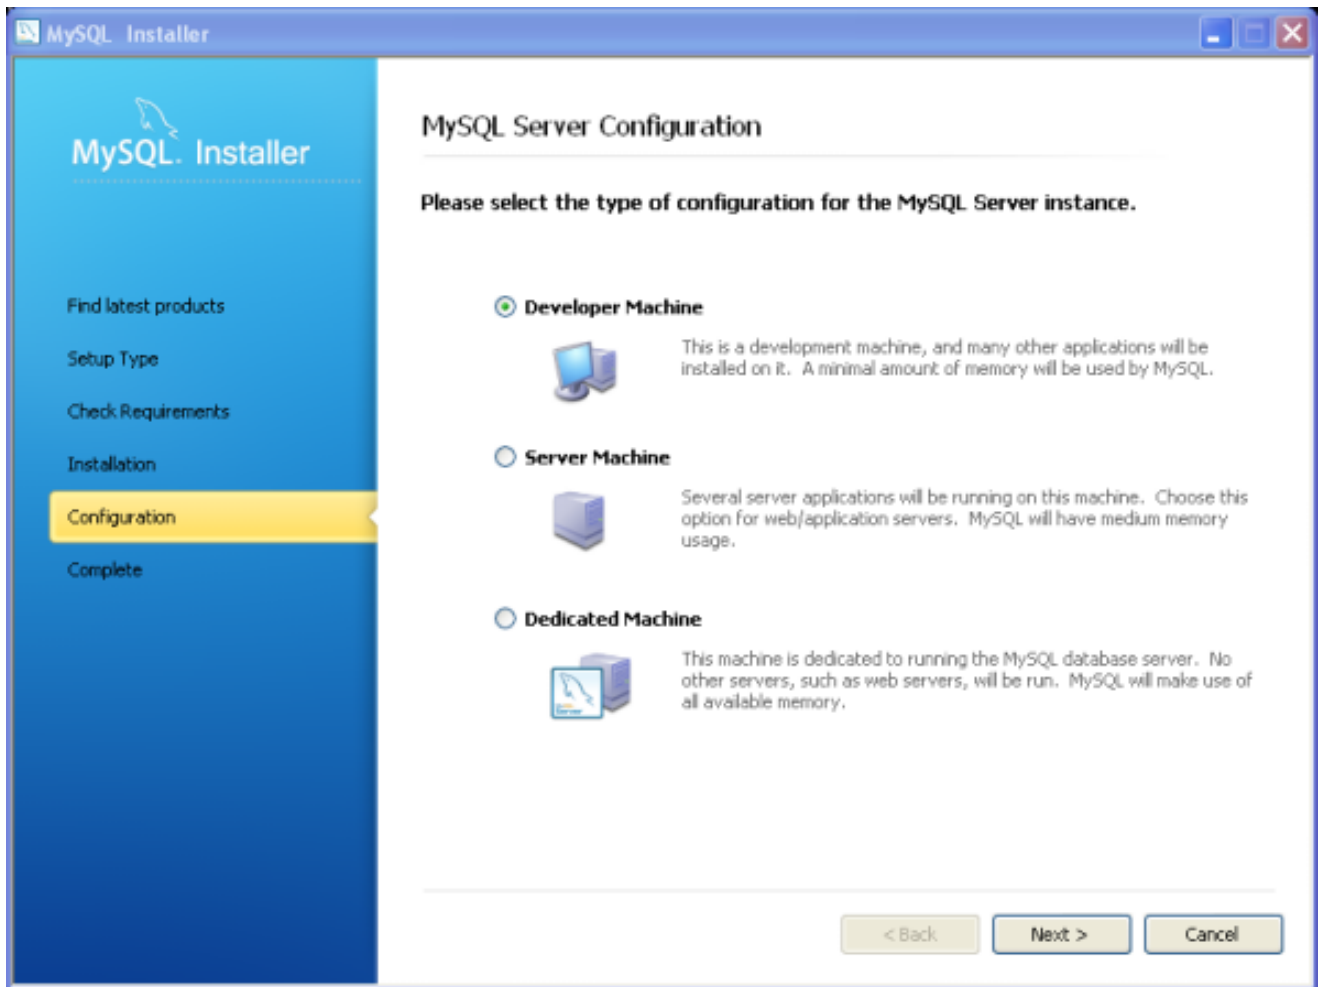 MySQL Installer
MySQL. Installer
Find latest products
Setup Type
Check Requirements
Installation
Configuration
Complete
MySQL Server Configuration
Please select the type of configuration for the MySQL Server instance.
Developer Machine
This is a development machine, and many other applications will be
installed on it. A minimal amount of memory will be used by MySQL.
Server Machine
Several server applications will be running on this machine. Choose this
option for web/application servers. MySQL will have medium memory
usage.
Dedicated Machine
Server
This machine is dedicated to running the MySQL database server. No
other servers, such as web servers, will be run. MySQL will make use of
all available memory.
< Back
Next >
Cancel